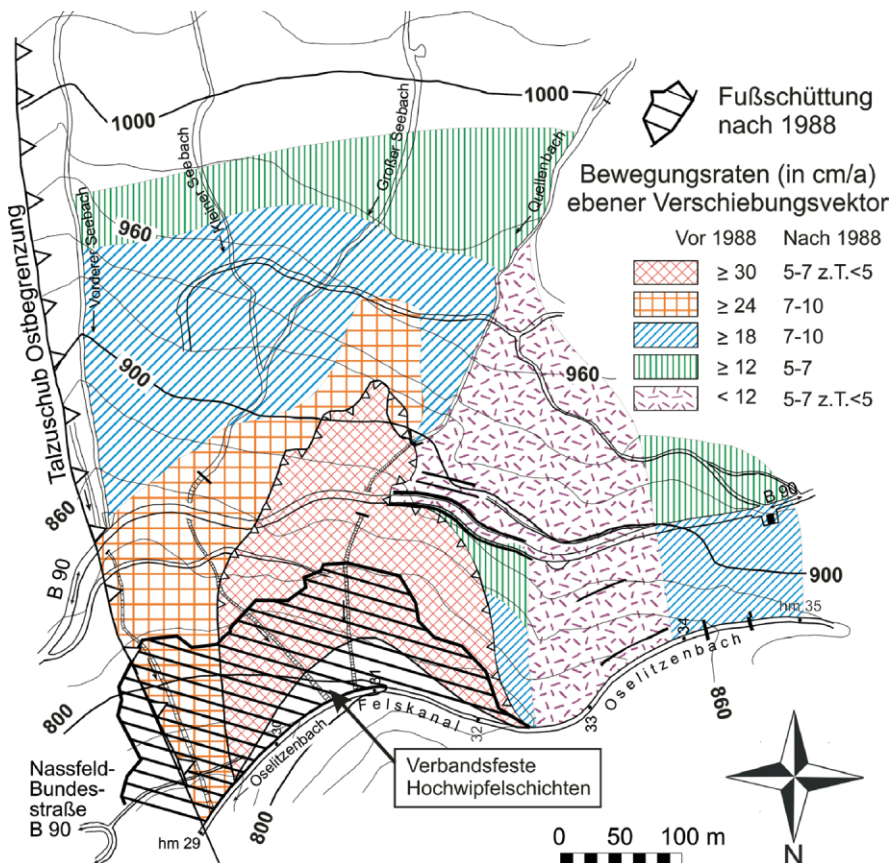 1000
1000
Fußschüttung
nach 1988
Bewegungsraten (in cm/a)
ebener Verschiebungsvektor
Vor 1988 Nach 1988
≥ 30 5-7 z.T.<5
≥ 24 7-10
≥ 18 7-10
≥ 12 5-7
< 12 5-7 z.T.<5
Talzuschub Ostbegrenzung
Vorderer Seebach
Kleiner Seebach
Großer Seebach
Quellenbach
960
900
960
860
B 90
B 90
900
hm 35
34
860
Oselitzenbach
33
32
Felskanal
31
30
Oselitzenbach
800
800
hm 29
Nassfeld-
Bundes-
straße
B 90
Verbandsfeste
Hochwipfelschichten
0 50 100 m
N